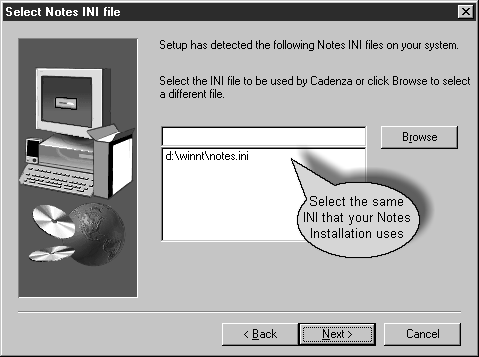 Select Notes INI file
Setup has detected the following Notes INI files on your system.
Select the INI file to be used by Cadenza or click Browse to select
a different file.
Browse
d:\winnt\notes.ini
Select the same
INI that your Notes
Installation uses
< Back
Next >
Cancel